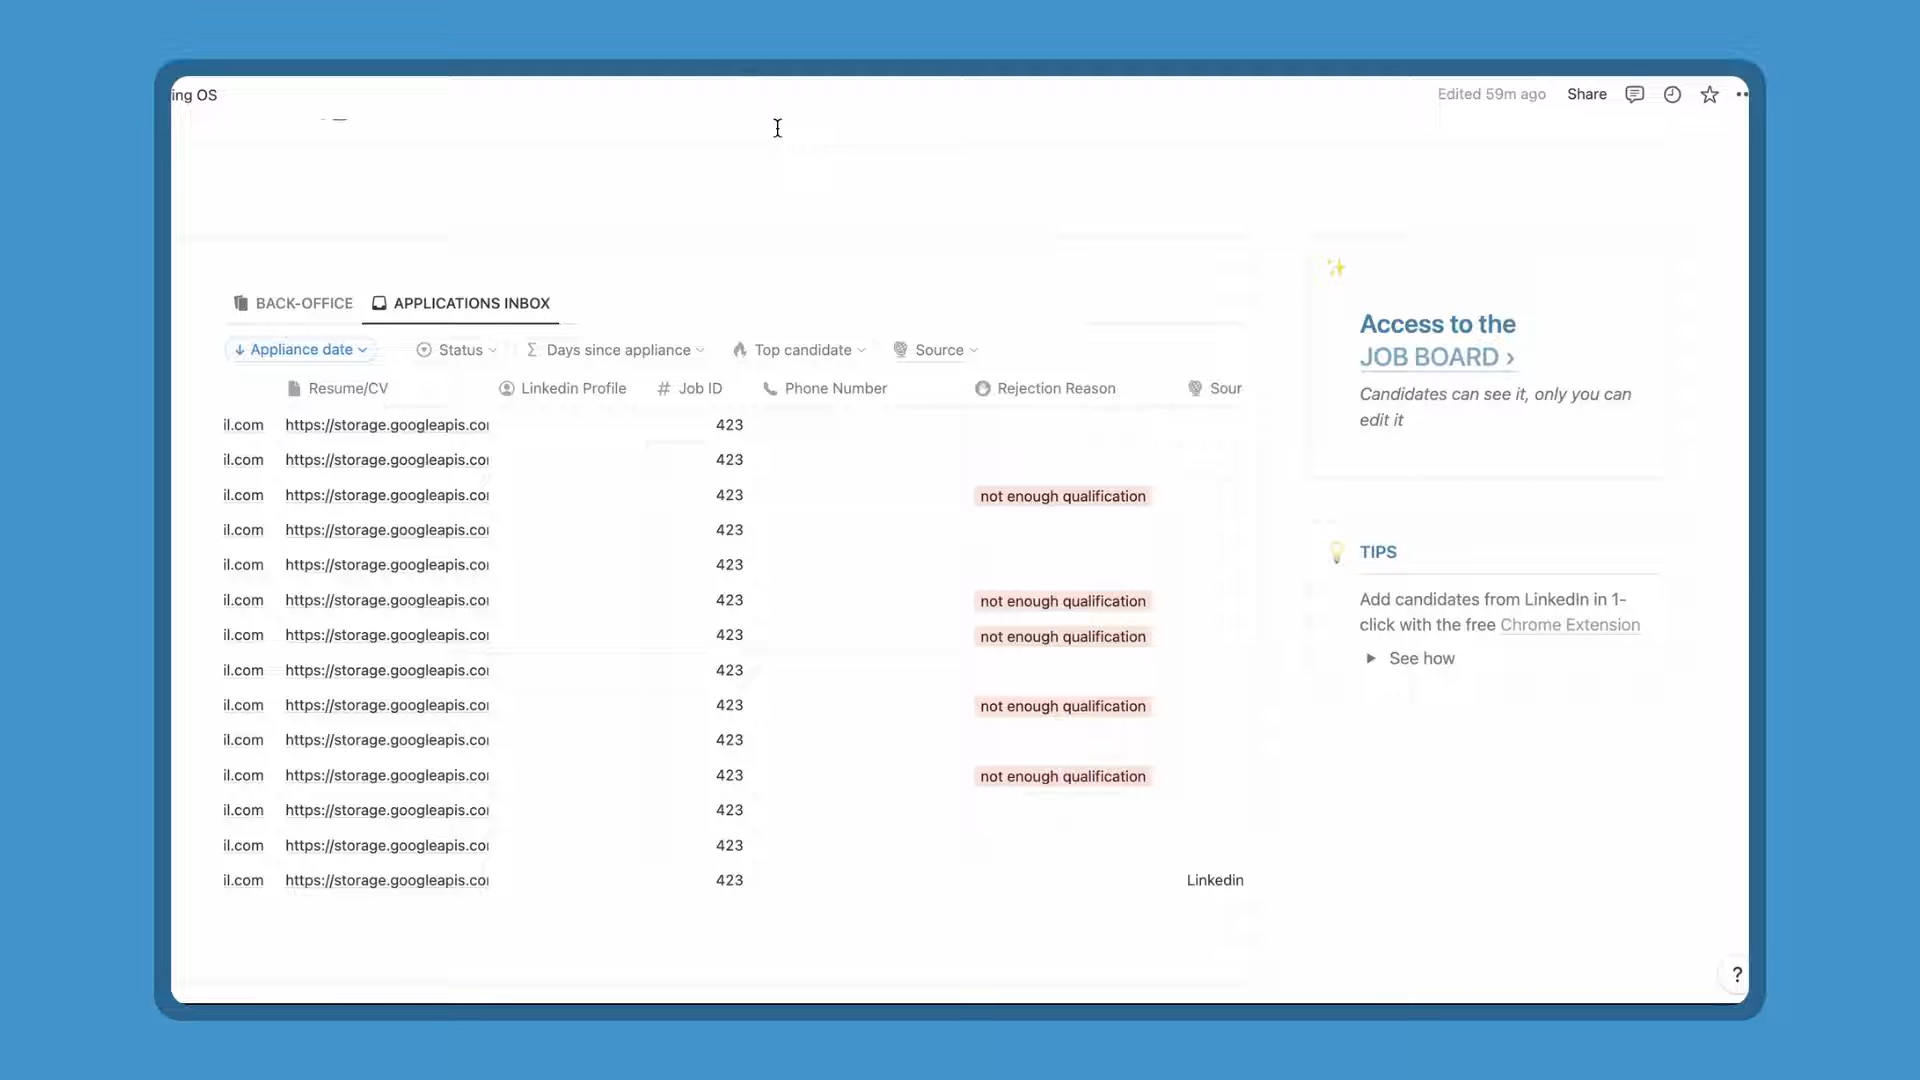 ing OS
Edited 59m ago Share
BACK-OFFICE APPLICATIONS INBOX
Appliance date Status Days since appliance Top candidate Source
Resume/CV Linkedin Profile # Job ID Phone Number Rejection Reason Sour
il.com https://storage.googleapis.co 423
il.com https://storage.googleapis.co 423
il.com https://storage.googleapis.co 423 not enough qualification
il.com https://storage.googleapis.co 423
il.com https://storage.googleapis.co 423
il.com https://storage.googleapis.co 423 not enough qualification
il.com https://storage.googleapis.co 423 not enough qualification
il.com https://storage.googleapis.co 423
il.com https://storage.googleapis.co 423 not enough qualification
il.com https://storage.googleapis.co 423
il.com https://storage.googleapis.co 423 not enough qualification
il.com https://storage.googleapis.co 423
il.com https://storage.googleapis.co 423
il.com https://storage.googleapis.co 423 Linkedin
Access to the
JOB BOARD ›
Candidates can see it, only you can
edit it
TIPS
Add candidates from LinkedIn in 1-
click with the free Chrome Extension
See how
?